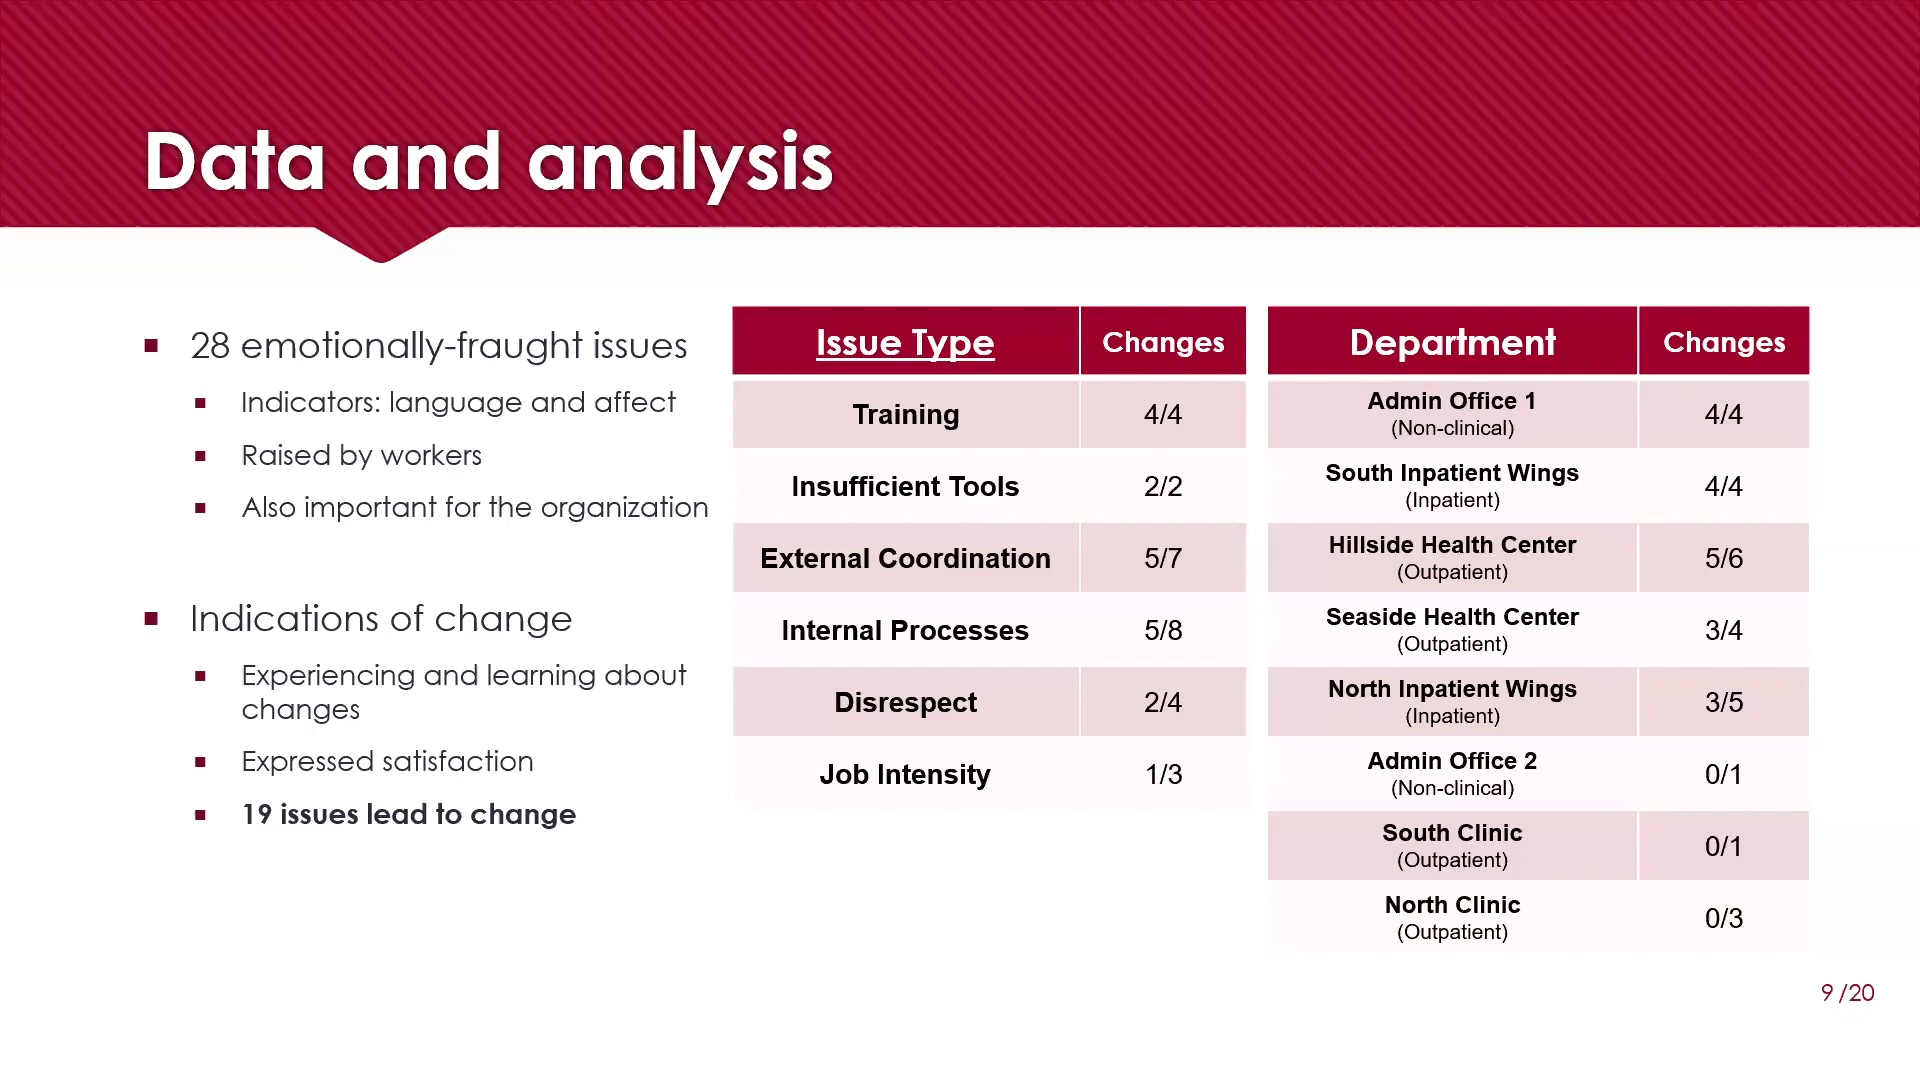 Data and analysis
28 emotionally-fraught issues
Indicators: language and affect
Raised by workers
Also important for the organization
Indications of change
Experiencing and learning about
changes
Expressed satisfaction
19 issues lead to change
Issue Type Changes
Training 4/4
Insufficient Tools 2/2
External Coordination 5/7
Internal Processes 5/8
Disrespect 2/4
Job Intensity 1/3
Department Changes
Admin Office 1
(Non-clinical) 4/4
South Inpatient Wings
(Inpatient) 4/4
Hillside Health Center
(Outpatient) 5/6
Seaside Health Center
(Outpatient) 3/4
North Inpatient Wings
(Inpatient) 3/5
Admin Office 2
(Non-clinical) 0/1
South Clinic
(Outpatient) 0/1
North Clinic
(Outpatient) 0/3
9 /20